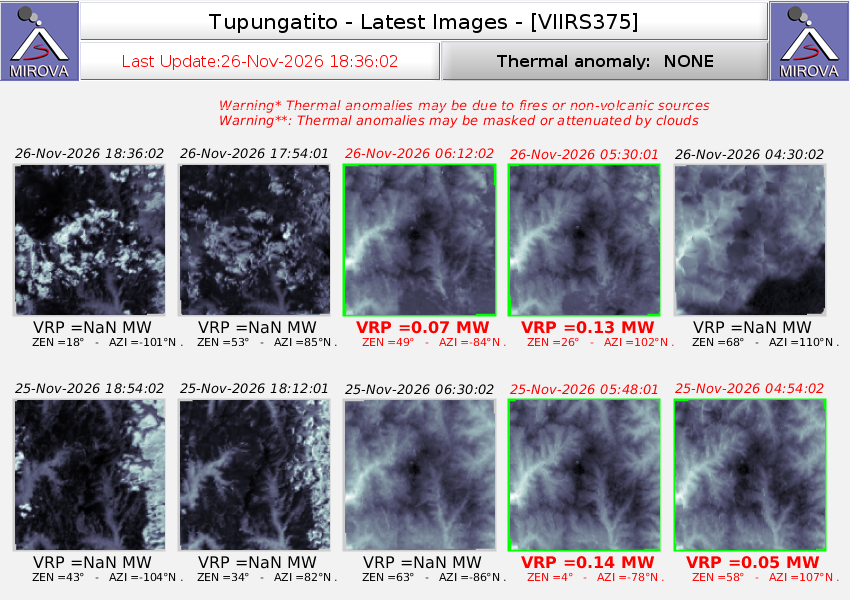 Tupungatito - Latest Images - [VIIRS375]
MIROVA
Last Update:26-Nov-2026 18:36:02
Thermal anomaly: NONE
MIROVA
Warning* Thermal anomalies may be due to fires or non-volcanic sources
Warning**: Thermal anomalies may be masked or attenuated by clouds
26-Nov-2026 18:36:02
26-Nov-2026 17:54:01
26-Nov-2026 06:12:02
26-Nov-2026 05:30:01
26-Nov-2026 04:30:02
VRP =NaN MW
VRP =NaN MW
VRP =0.07 MW
VRP =0.13 MW
VRP =NaN MW
ZEN =18° - AZI =-101°N .
ZEN =53° - AZI =85°N .
ZEN =49° - AZI =-84°N .
ZEN =26° - AZI =102°N .
ZEN =68° - AZI =110°N .
25-Nov-2026 18:54:02
25-Nov-2026 18:12:01
25-Nov-2026 06:30:02
25-Nov-2026 05:48:01
25-Nov-2026 04:54:02
VRP =NaN MW
VRP =NaN MW
VRP =NaN MW
VRP =0.14 MW
VRP =0.05 MW
ZEN =43° - AZI =-104°N .
ZEN =34° - AZI =82°N .
ZEN =63° - AZI =-86°N .
ZEN =4° - AZI =-78°N .
ZEN =58° - AZI =107°N .